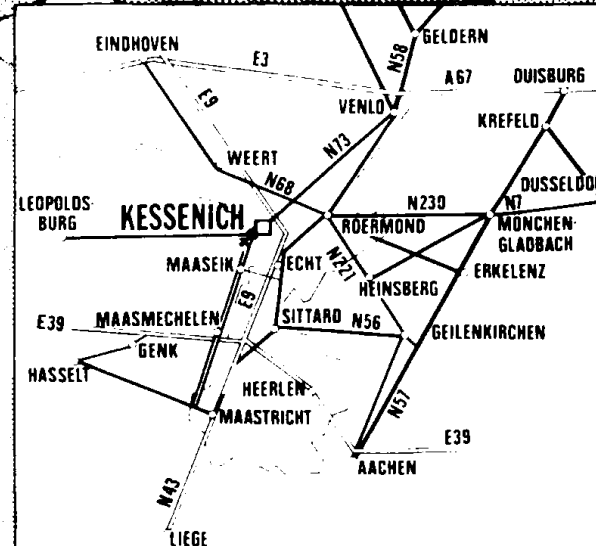 GELDERN
EINDHOVEN
E3
N58
A67
DUISBURG
E9
VENLO
KREFELD
N73
WEERT
DUSSELDO
N68
LEOPOLDS-
BURG
KESSENICH
N230
N7
ROERMOND
MÖNCHEN-
GLADBACH
MAASEIK
ECHT
N221
ERKELENZ
HEINSBERG
E9
E39
MAASMECHELEN
SITTARD
N56
GEILENKIRCHEN
GENK
HASSELT
HEERLEN
N57
MAASTRICHT
E39
AACHEN
N43
LIEGE